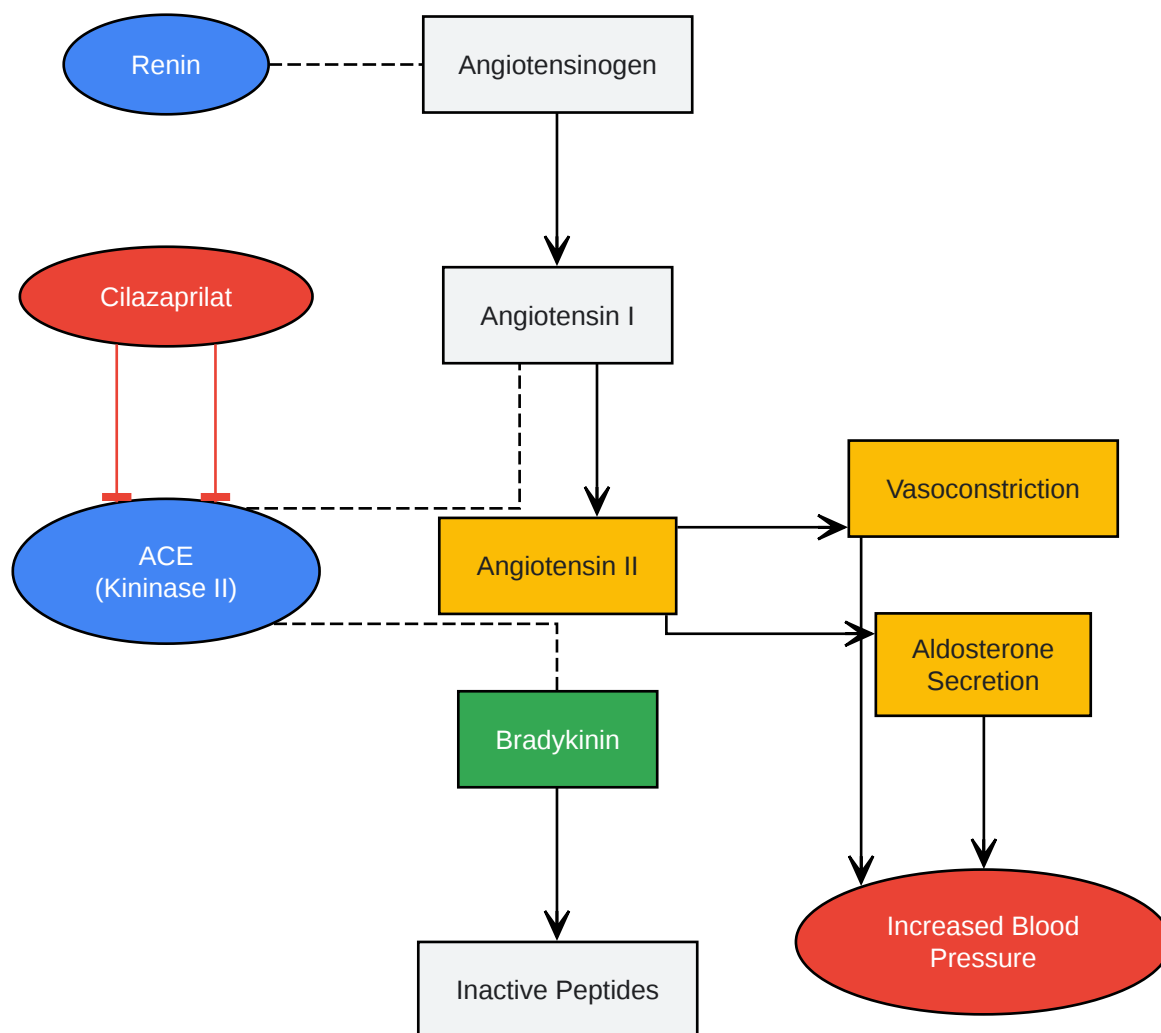 Renin
Angiotensinogen
Cilazaprilat
Angiotensin I
Vasoconstriction
ACE
(Kininase II)
Angiotensin II
Aldosterone
Secretion
Bradykinin
Increased Blood
Pressure
Inactive Peptides